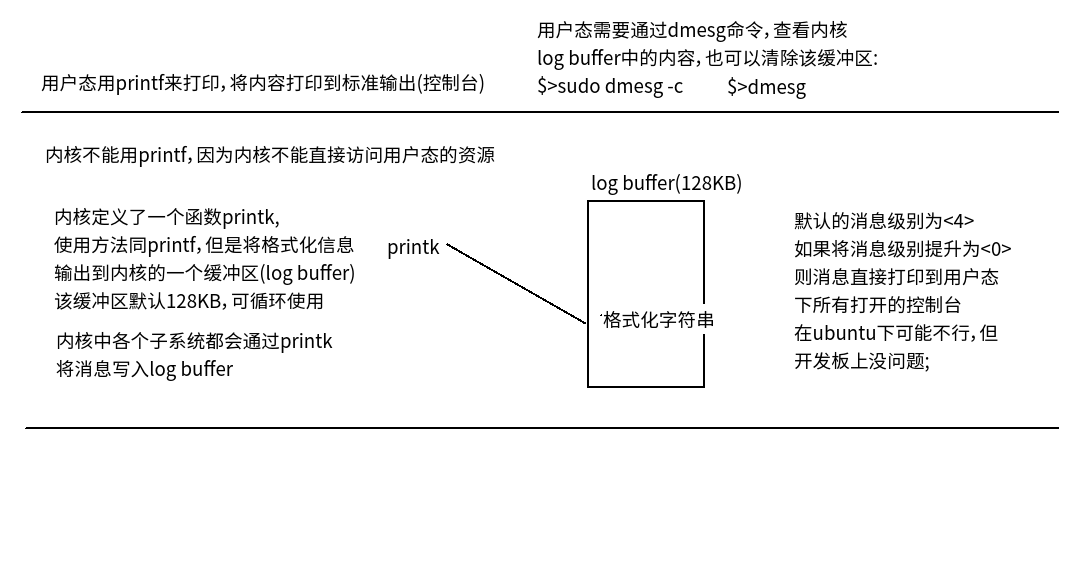 用户态需要通过dmesg命令，查看内核
log buffer中的内容，也可以清除该缓冲区:
用户态用printf来打印，将内容打印到标准输出(控制台)
$>sudo dmesg -c $>dmesg
内核不能用printf，因为内核不能直接访问用户态的资源
log buffer(128KB)
内核定义了一个函数printk,
使用方法同printf，但是将格式化信息
输出到内核的一个缓冲区(log buffer)
该缓冲区默认128KB，可循环使用
内核中各个子系统都会通过printk
将消息写入log buffer
printk
格式化字符串
默认的消息级别为<4>
如果将消息级别提升为<0>
则消息直接打印到用户态
下所有打开的控制台
在ubuntu下可能不行，但
开发板上没问题;